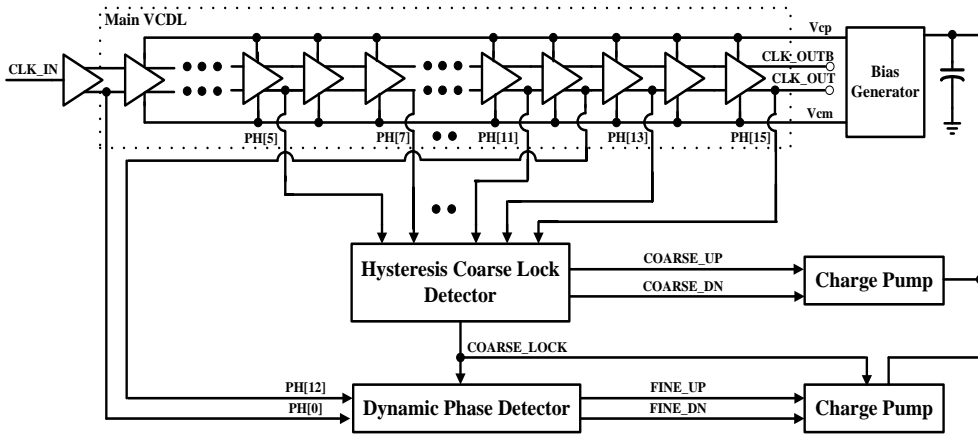 Main VCDL
Vcp
CLK_IN
CLK_OUTB
CLK_OUT
Bias
Generator
Vcm
PH[5]
PH[7]
PH[11]
PH[13]
PH[15]
Hysteresis Coarse Lock
Detector
COARSE_UP
COARSE_DN
Charge Pump
COARSE_LOCK
PH[12]
PH[0]
Dynamic Phase Detector
FINE_UP
FINE_DN
Charge Pump